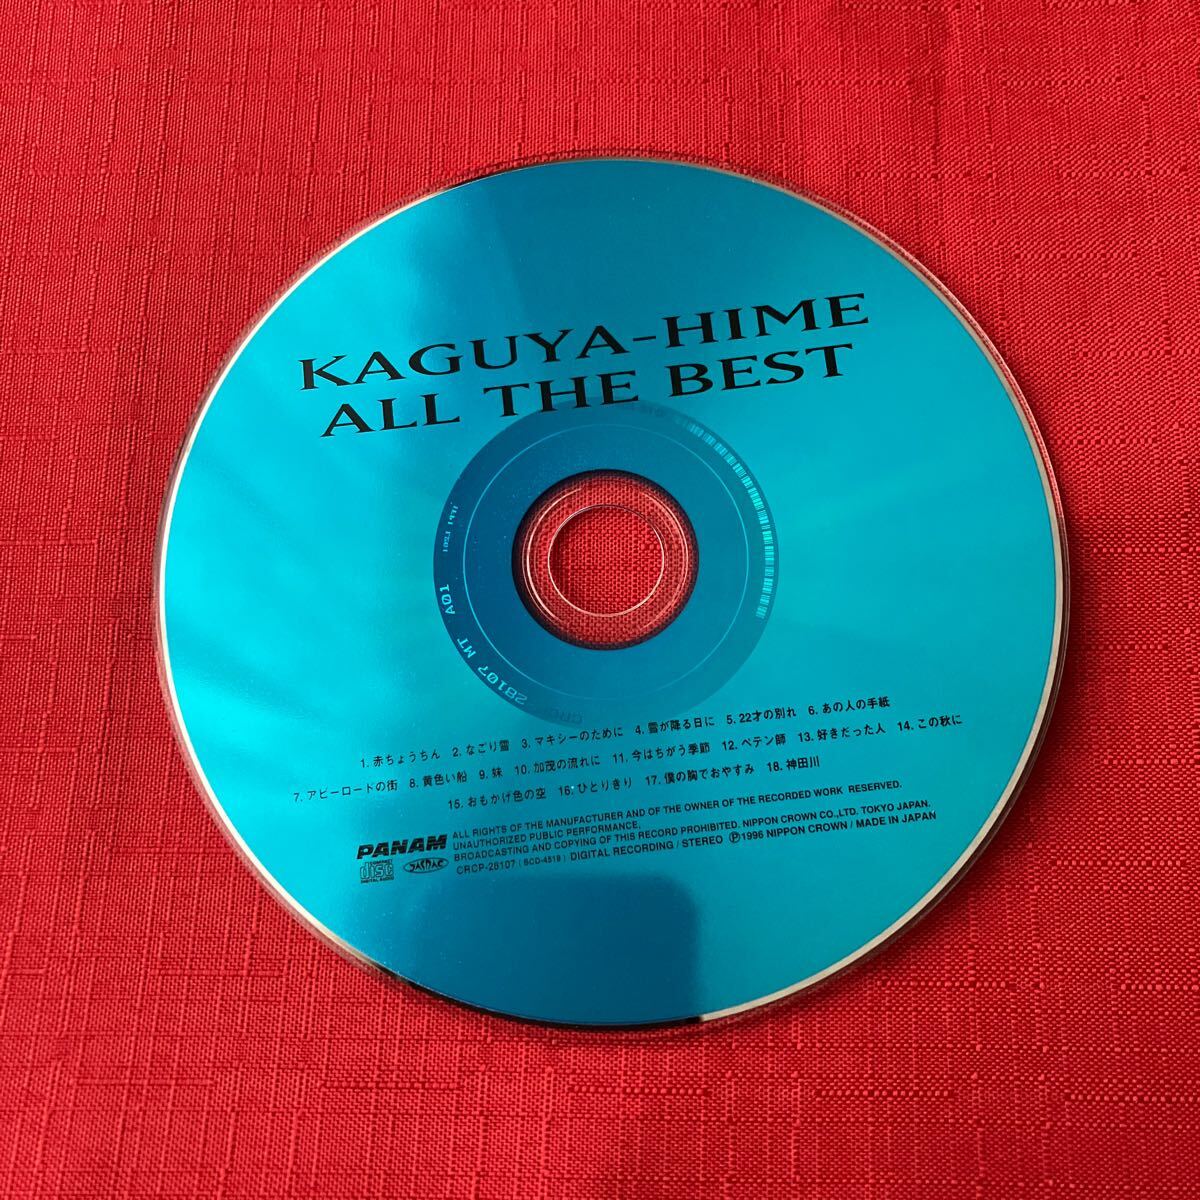 KAGUYA-HIME
ALL THE BEST
1. 赤ちょうちん 2. なごり雪 3. マキシーのために 4. 雪が降る日に 5. 22才の別れ 6. あの人の手紙
7. アビーロードの街 8. 黄色い船 9. 妹 10. 加茂の流れに 11. 今はちがう季節 12. ペテン師 13. 好きだった人 14. この秋に
15. おもかげ色の空 16. ひとりきり 17. 僕の胸でおやすみ 18. 神田川
PANAM
COMPACT
disc
DIGITAL AUDIO
JASRAC
ALL RIGHTS OF THE MANUFACTURER AND OF THE OWNER OF THE RECORDED WORK RESERVED.
UNAUTHORIZED PUBLIC PERFORMANCE,
BROADCASTING AND COPYING OF THIS RECORD PROHIBITED. NIPPON CROWN CO.,LTD. TOKYO JAPAN.
CRCP-28107 (SCD-4519) DIGITAL RECORDING / STEREO Ⓟ1996 NIPPON CROWN / MADE IN JAPAN
28107 MT A01